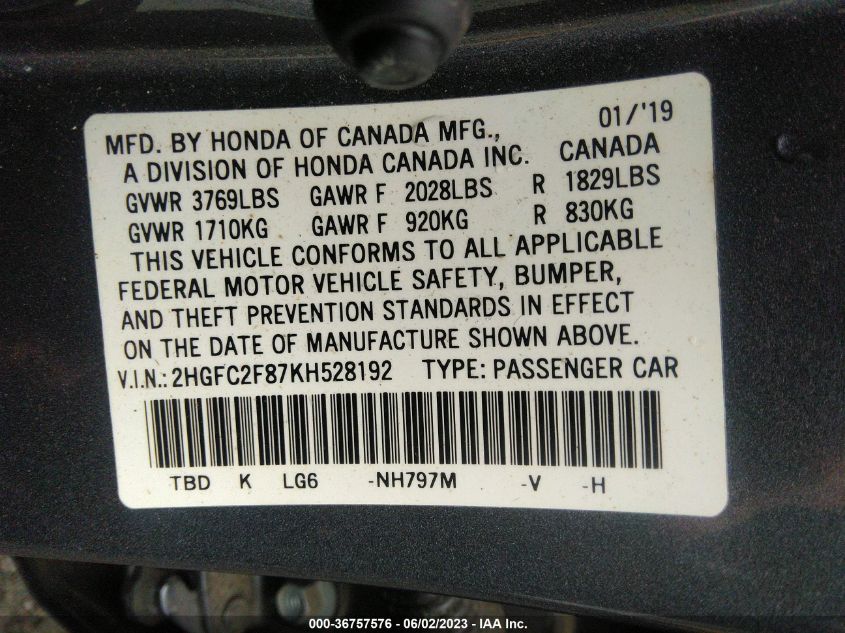 MFD. BY HONDA OF CANADA MFG., 01/'19
A DIVISION OF HONDA CANADA INC. CANADA
GVWR 3769LBS GAWR F 2028LBS R 1829LBS
GVWR 1710KG GAWR F 920KG R 830KG
THIS VEHICLE CONFORMS TO ALL APPLICABLE
FEDERAL MOTOR VEHICLE SAFETY, BUMPER,
AND THEFT PREVENTION STANDARDS IN EFFECT
ON THE DATE OF MANUFACTURE SHOWN ABOVE.
V.I.N.: 2HGFC2F87KH528192 TYPE: PASSENGER CAR
TBD K LG6 -NH797M -V -H
000-36757576 - 06/02/2023 - IAA Inc.